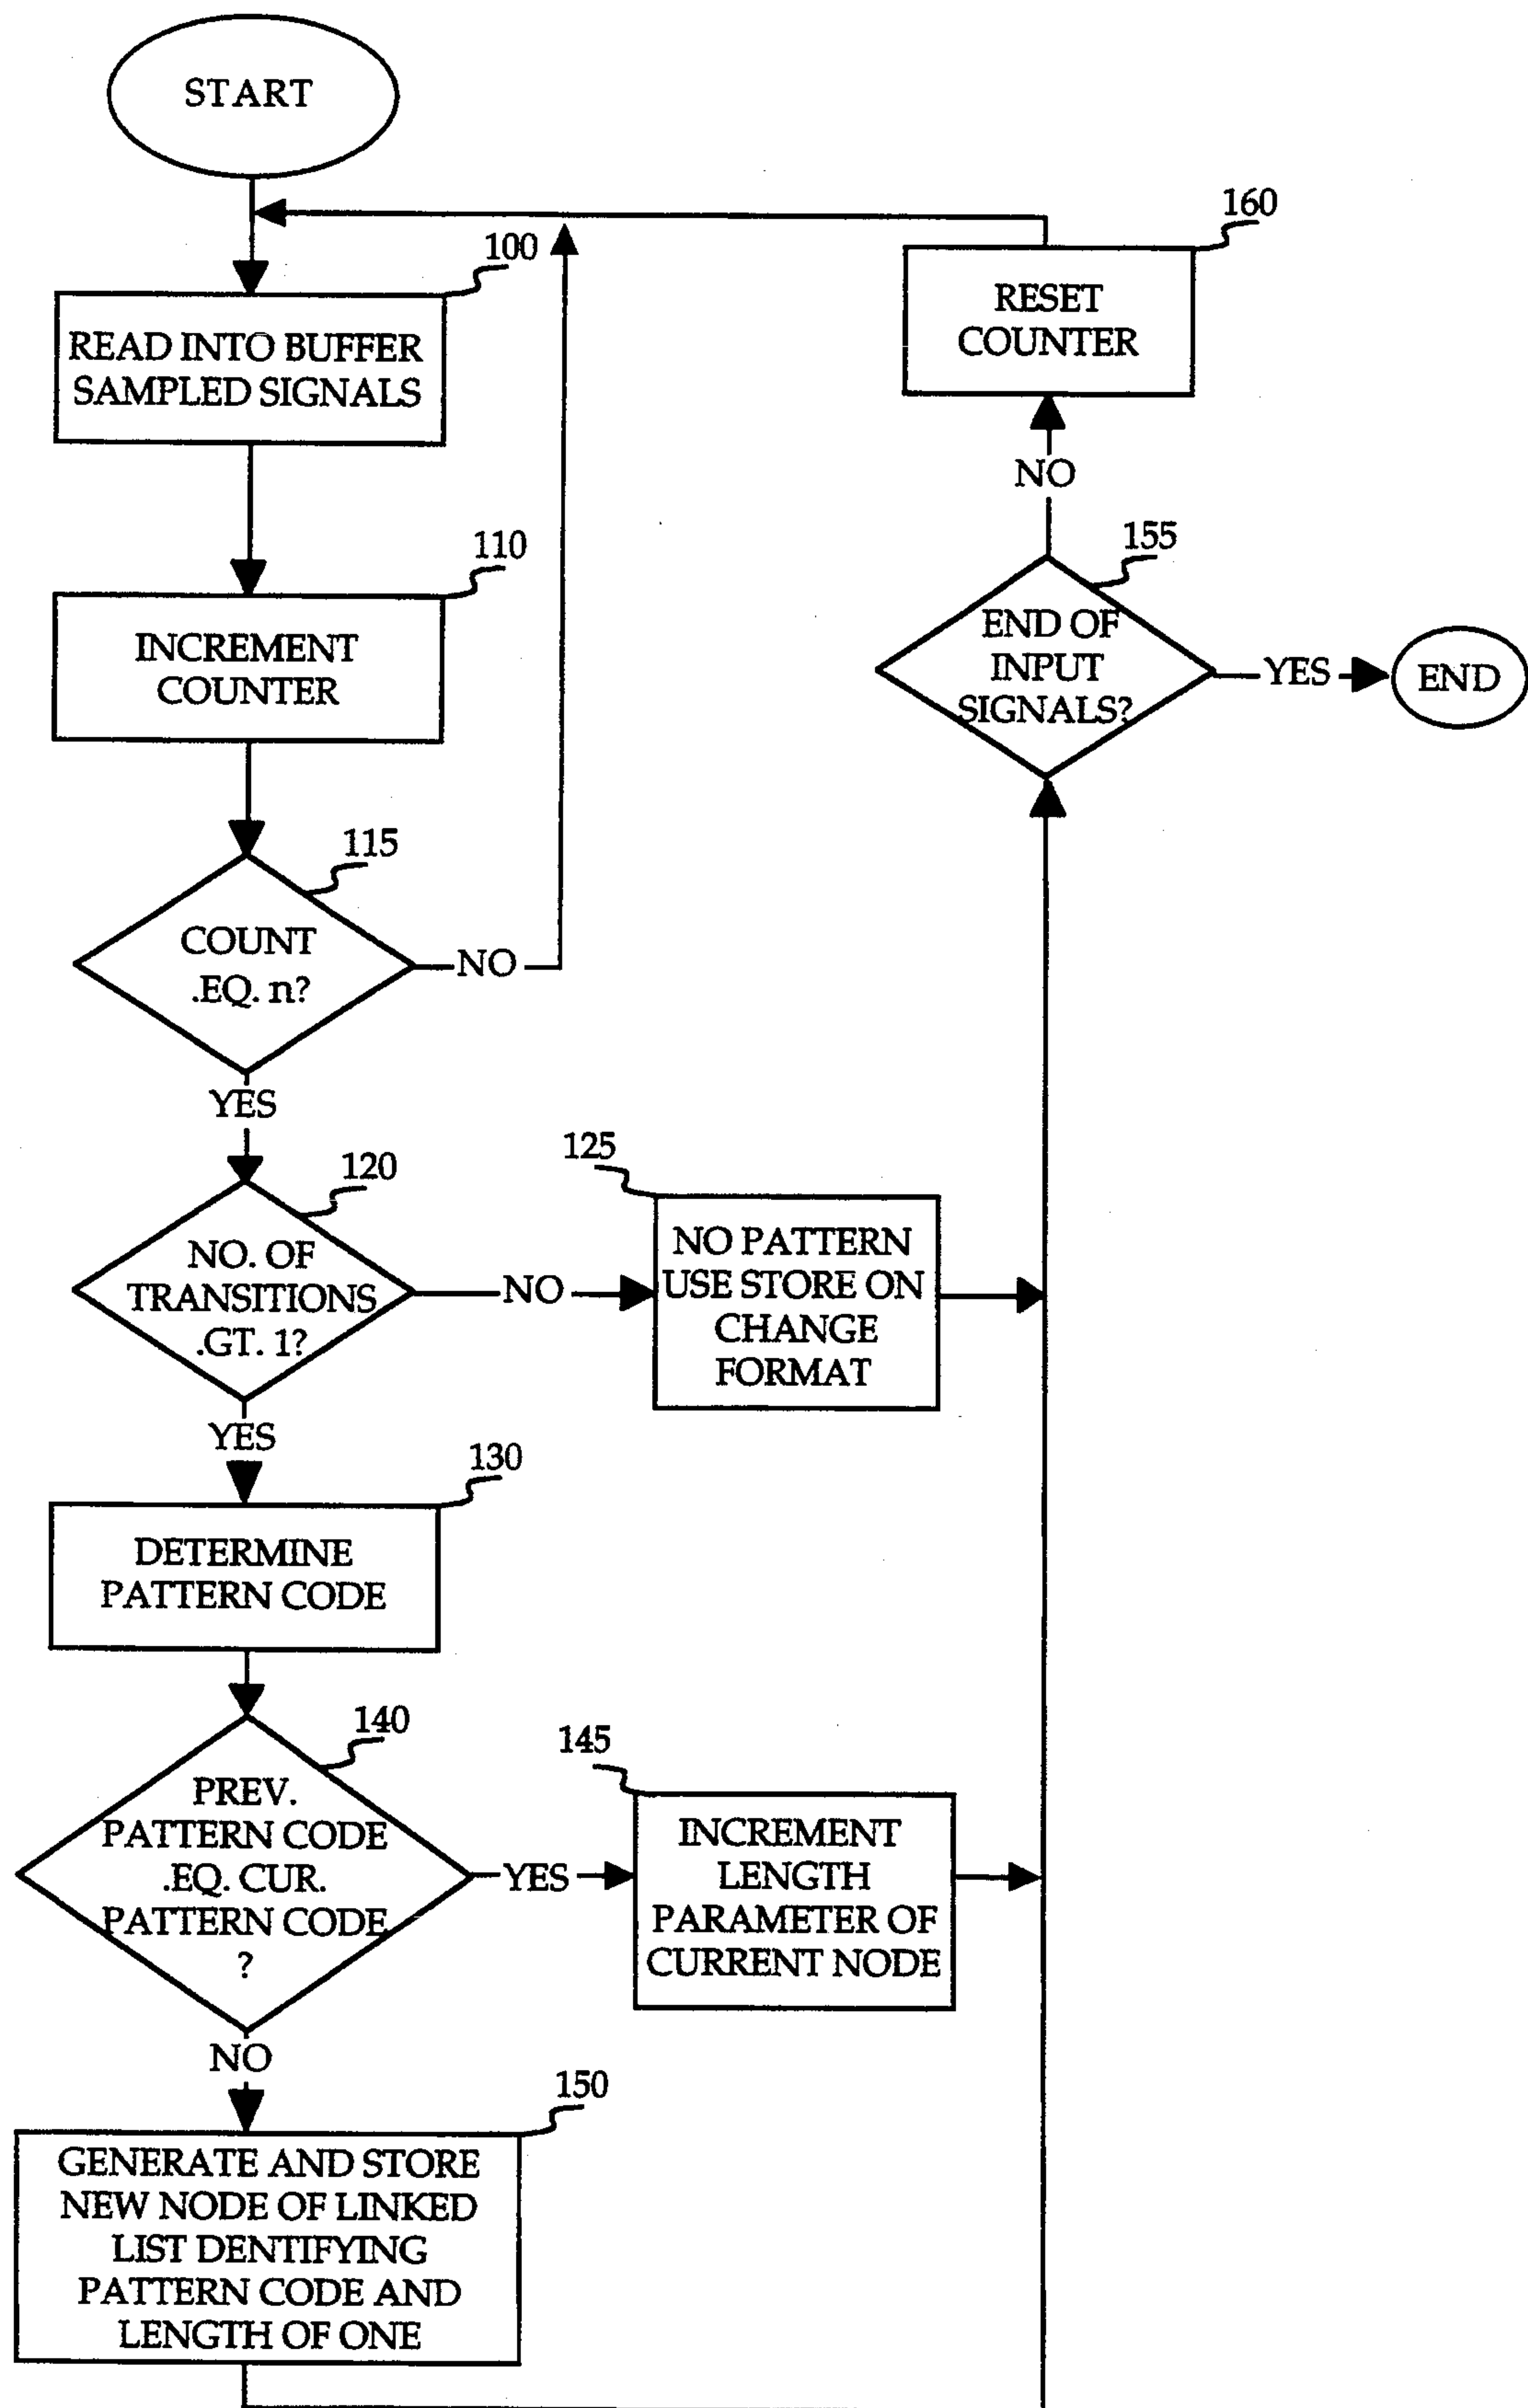 START
160
100
RESET
COUNTER
READ INTO BUFFER
SAMPLED SIGNALS
NO
110
155
INCREMENT
COUNTER
END OF
INPUT
SIGNALS?
YES
END
115
COUNT
.EQ. n?
NO
YES
120
125
NO. OF
TRANSITIONS
.GT. 1?
NO
NO PATTERN
USE STORE ON
CHANGE
FORMAT
YES
130
DETERMINE
PATTERN CODE
140
145
PREV.
PATTERN CODE
.EQ. CUR.
PATTERN CODE
?
YES
INCREMENT
LENGTH
PARAMETER OF
CURRENT NODE
NO
150
GENERATE AND STORE
NEW NODE OF LINKED
LIST DENTIFYING
PATTERN CODE AND
LENGTH OF ONE